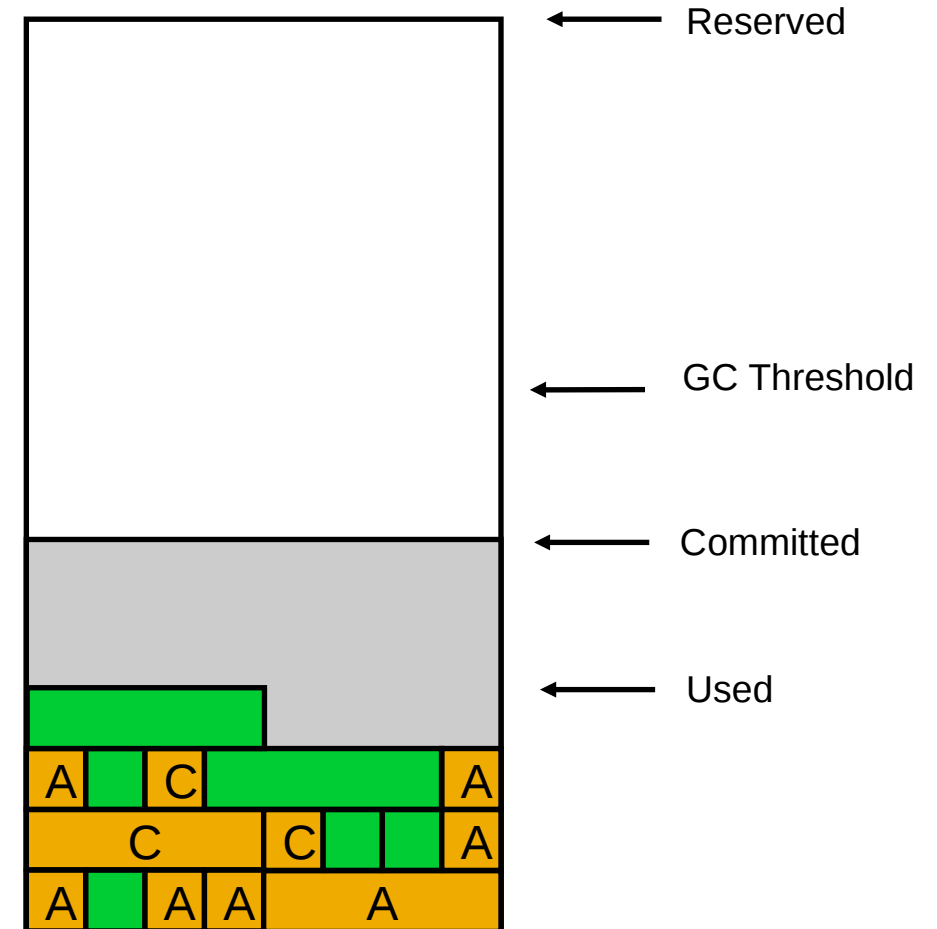 Reserved
GC Threshold
Committed
Used
A C A
C C A
A A A A